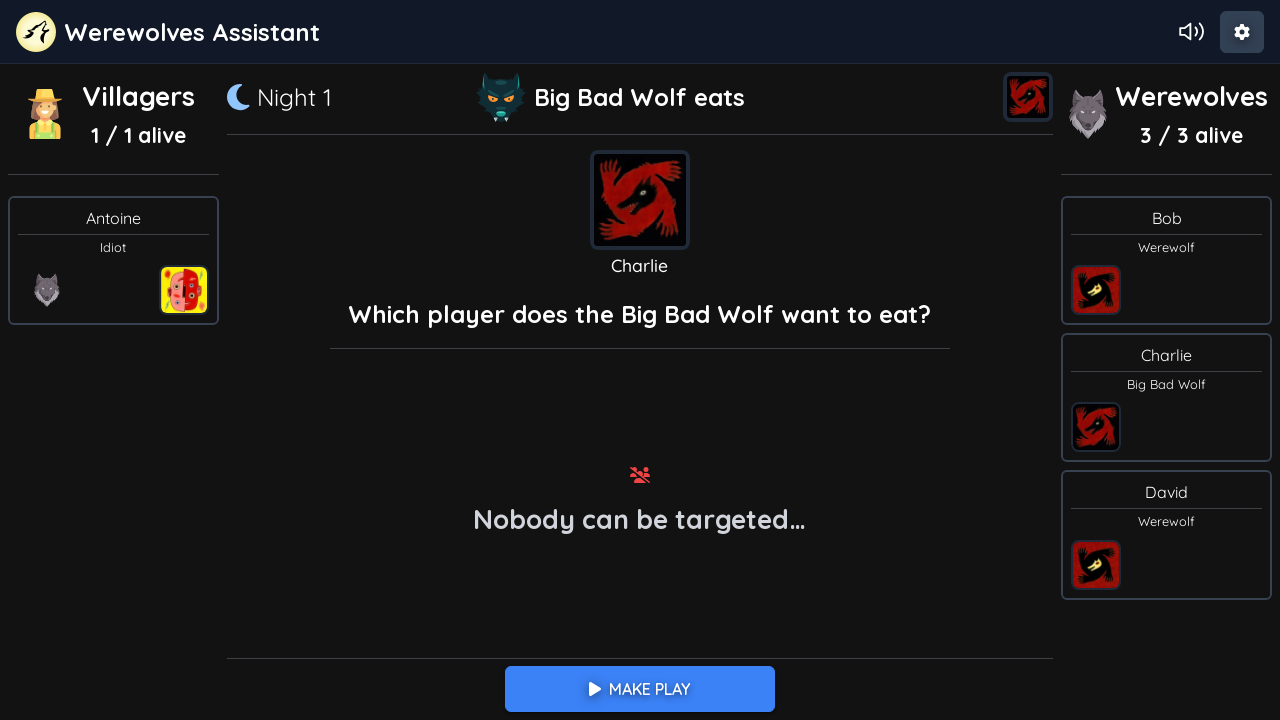 Werewolves Assistant
Villagers
1 / 1 alive
Antoine
Idiot
Night 1
Big Bad Wolf eats
Charlie
Which player does the Big Bad Wolf want to eat?
Nobody can be targeted...
MAKE PLAY
Werewolves
3 / 3 alive
Bob
Werewolf
Charlie
Big Bad Wolf
David
Werewolf